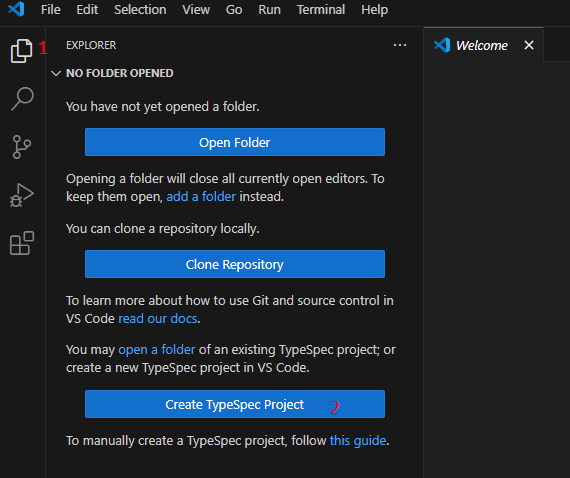 File Edit Selection View Go Run Terminal Help
1
EXPLORER ...
Welcome
NO FOLDER OPENED
You have not yet opened a folder.
Open Folder
Opening a folder will close all currently open editors. To
keep them open, add a folder instead.
You can clone a repository locally.
Clone Repository
To learn more about how to use Git and source control in
VS Code read our docs.
You may open a folder of an existing TypeSpec project; or
create a new TypeSpec project in VS Code.
Create TypeSpec Project 2
To manually create a TypeSpec project, follow this guide.